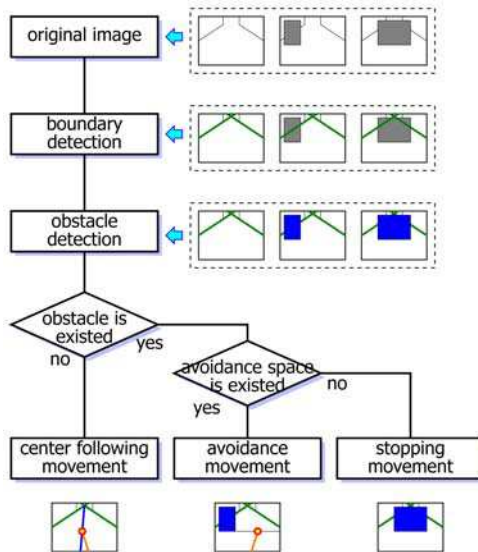 original image
boundary
detection
obstacle
detection
obstacle is
existed
no
yes
avoidance space
is existed
yes
no
center following
movement
avoidance
movement
stopping
movement